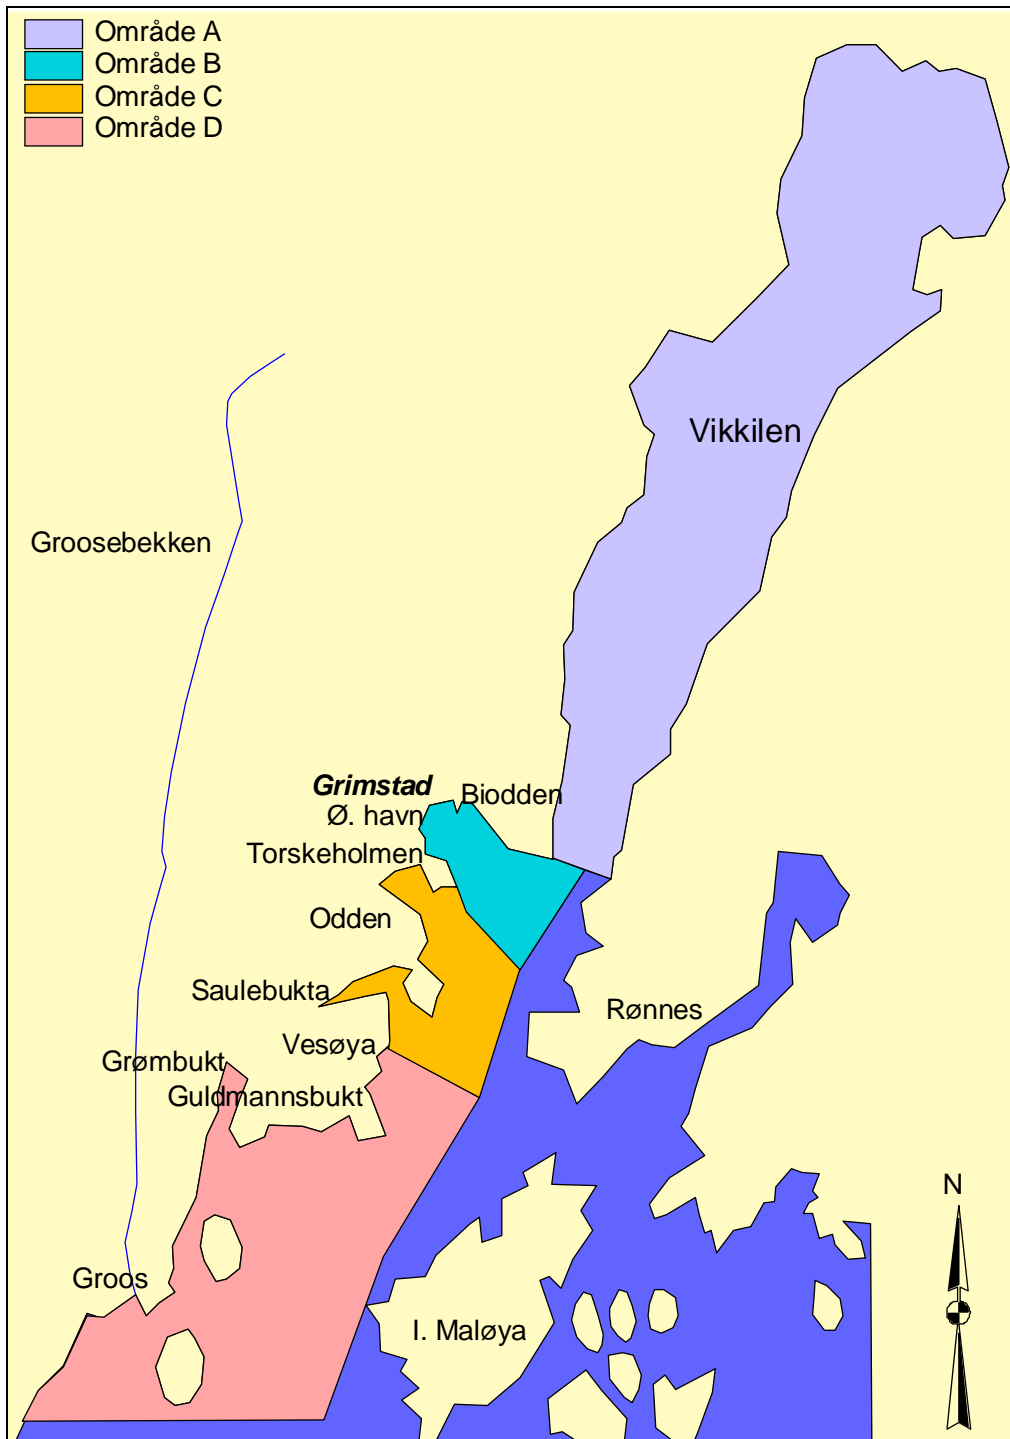 Område A
Område B
Område C
Område D
Vikkilen
Groosebekken
Grimstad
Biodden
Ø. havn
Torskeholmen
Odden
Saulebukta
Rønnes
Vesøya
Grømbukt
Guldmannsbukt
N
Groos
I. Maløya